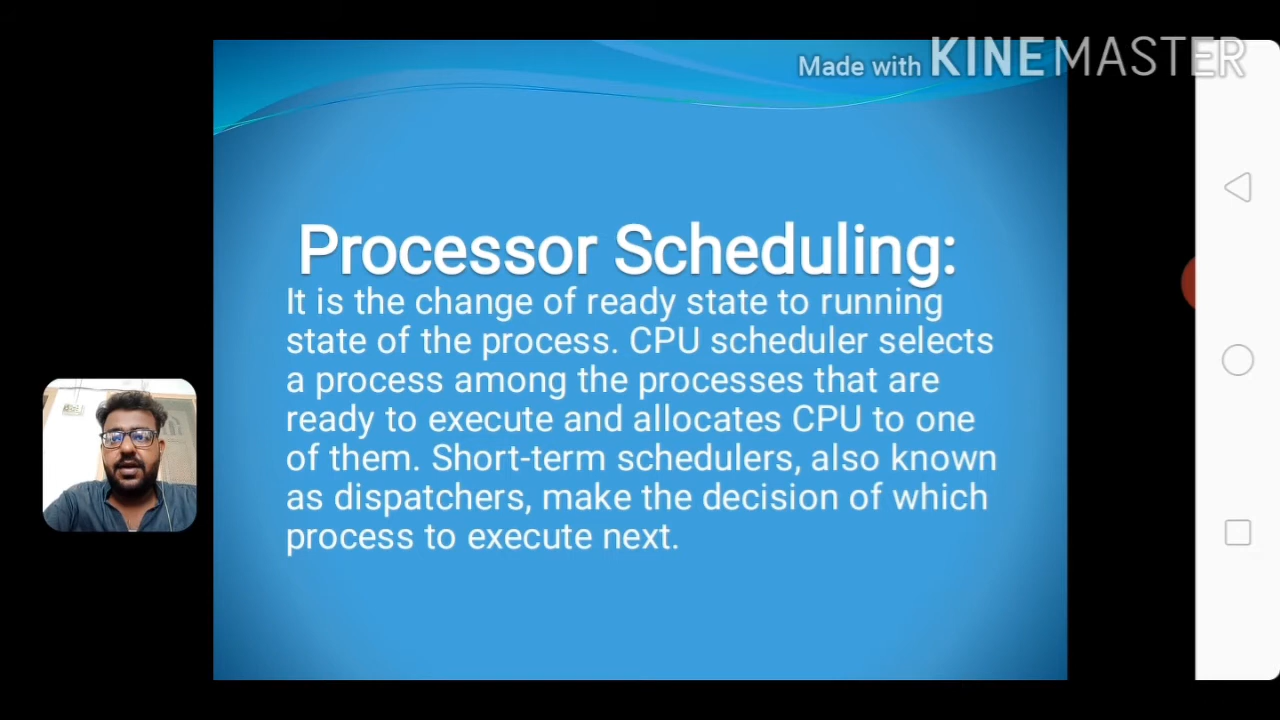 Made with KINEMASTER
Processor Scheduling:
It is the change of ready state to running
state of the process. CPU scheduler selects
a process among the processes that are
ready to execute and allocates CPU to one
of them. Short-term schedulers, also known
as dispatchers, make the decision of which
process to execute next.